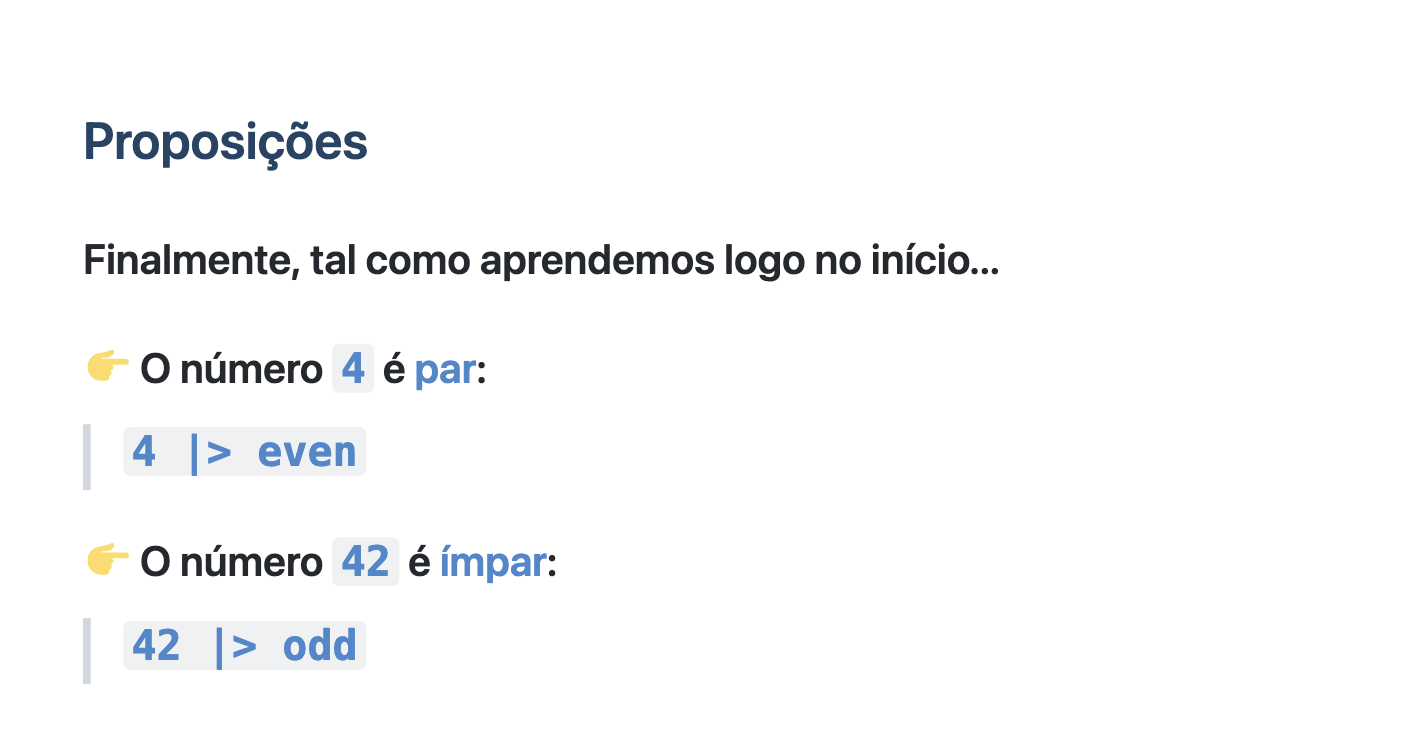 Proposições
Finalmente, tal como aprendemos logo no início...
👉 O número 4 é par:
4 |> even
👉 O número 42 é ímpar:
42 |> odd